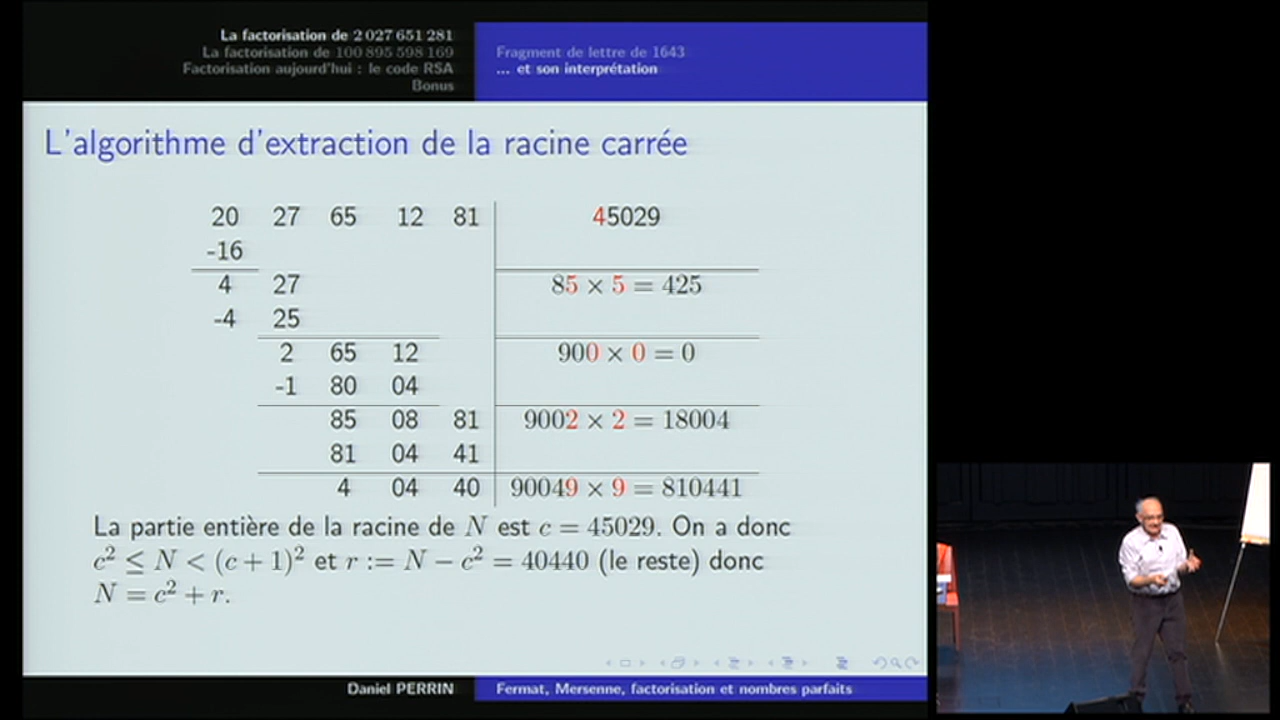 La factorisation de 2 027 651 281
La factorisation de 100 895 598 169
Factorisation aujourd'hui : le code RSA
Bonus
Fragment de lettre de 1643
... et son interprétation
L'algorithme d'extraction de la racine carrée
20 27 65 12 81 45029
-16
4 27 85 × 5 = 425
-4 25
2 65 12 900 × 0 = 0
-1 80 04
85 08 81 9002 × 2 = 18004
81 04 41
4 04 40 90049 × 9 = 810441
La partie entière de la racine de N est c = 45029. On a donc
c² ≤ N < (c + 1)² et r := N − c² = 40440 (le reste) donc
N = c² + r.
Daniel PERRIN
Fermat, Mersenne, factorisation et nombres parfaits